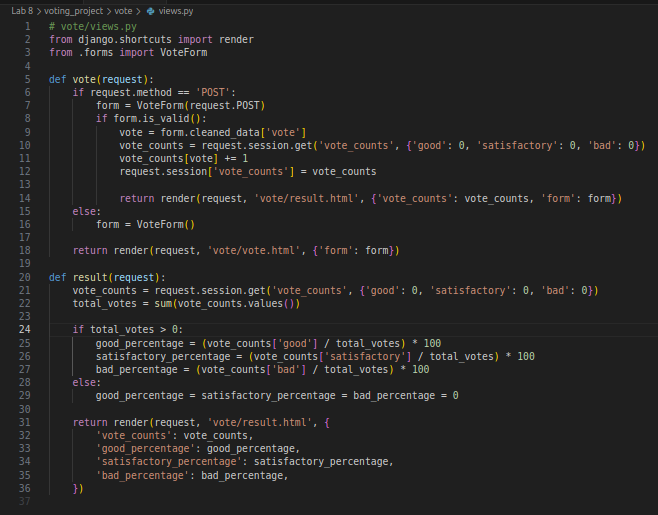 Lab 8 > voting_project > vote > views.py
1 # vote/views.py
2 from django.shortcuts import render
3 from .forms import VoteForm
4
5 def vote(request):
6     if request.method == 'POST':
7         form = VoteForm(request.POST)
8         if form.is_valid():
9             vote = form.cleaned_data['vote']
10             vote_counts = request.session.get('vote_counts', {'good': 0, 'satisfactory': 0, 'bad': 0})
11             vote_counts[vote] += 1
12             request.session['vote_counts'] = vote_counts
13
14             return render(request, 'vote/result.html', {'vote_counts': vote_counts, 'form': form})
15     else:
16         form = VoteForm()
17
18     return render(request, 'vote/vote.html', {'form': form})
19
20 def result(request):
21     vote_counts = request.session.get('vote_counts', {'good': 0, 'satisfactory': 0, 'bad': 0})
22     total_votes = sum(vote_counts.values())
23
24     if total_votes > 0:
25         good_percentage = (vote_counts['good'] / total_votes) * 100
26         satisfactory_percentage = (vote_counts['satisfactory'] / total_votes) * 100
27         bad_percentage = (vote_counts['bad'] / total_votes) * 100
28     else:
29         good_percentage = satisfactory_percentage = bad_percentage = 0
30
31     return render(request, 'vote/result.html', {
32         'vote_counts': vote_counts,
33         'good_percentage': good_percentage,
34         'satisfactory_percentage': satisfactory_percentage,
35         'bad_percentage': bad_percentage,
36     })
37